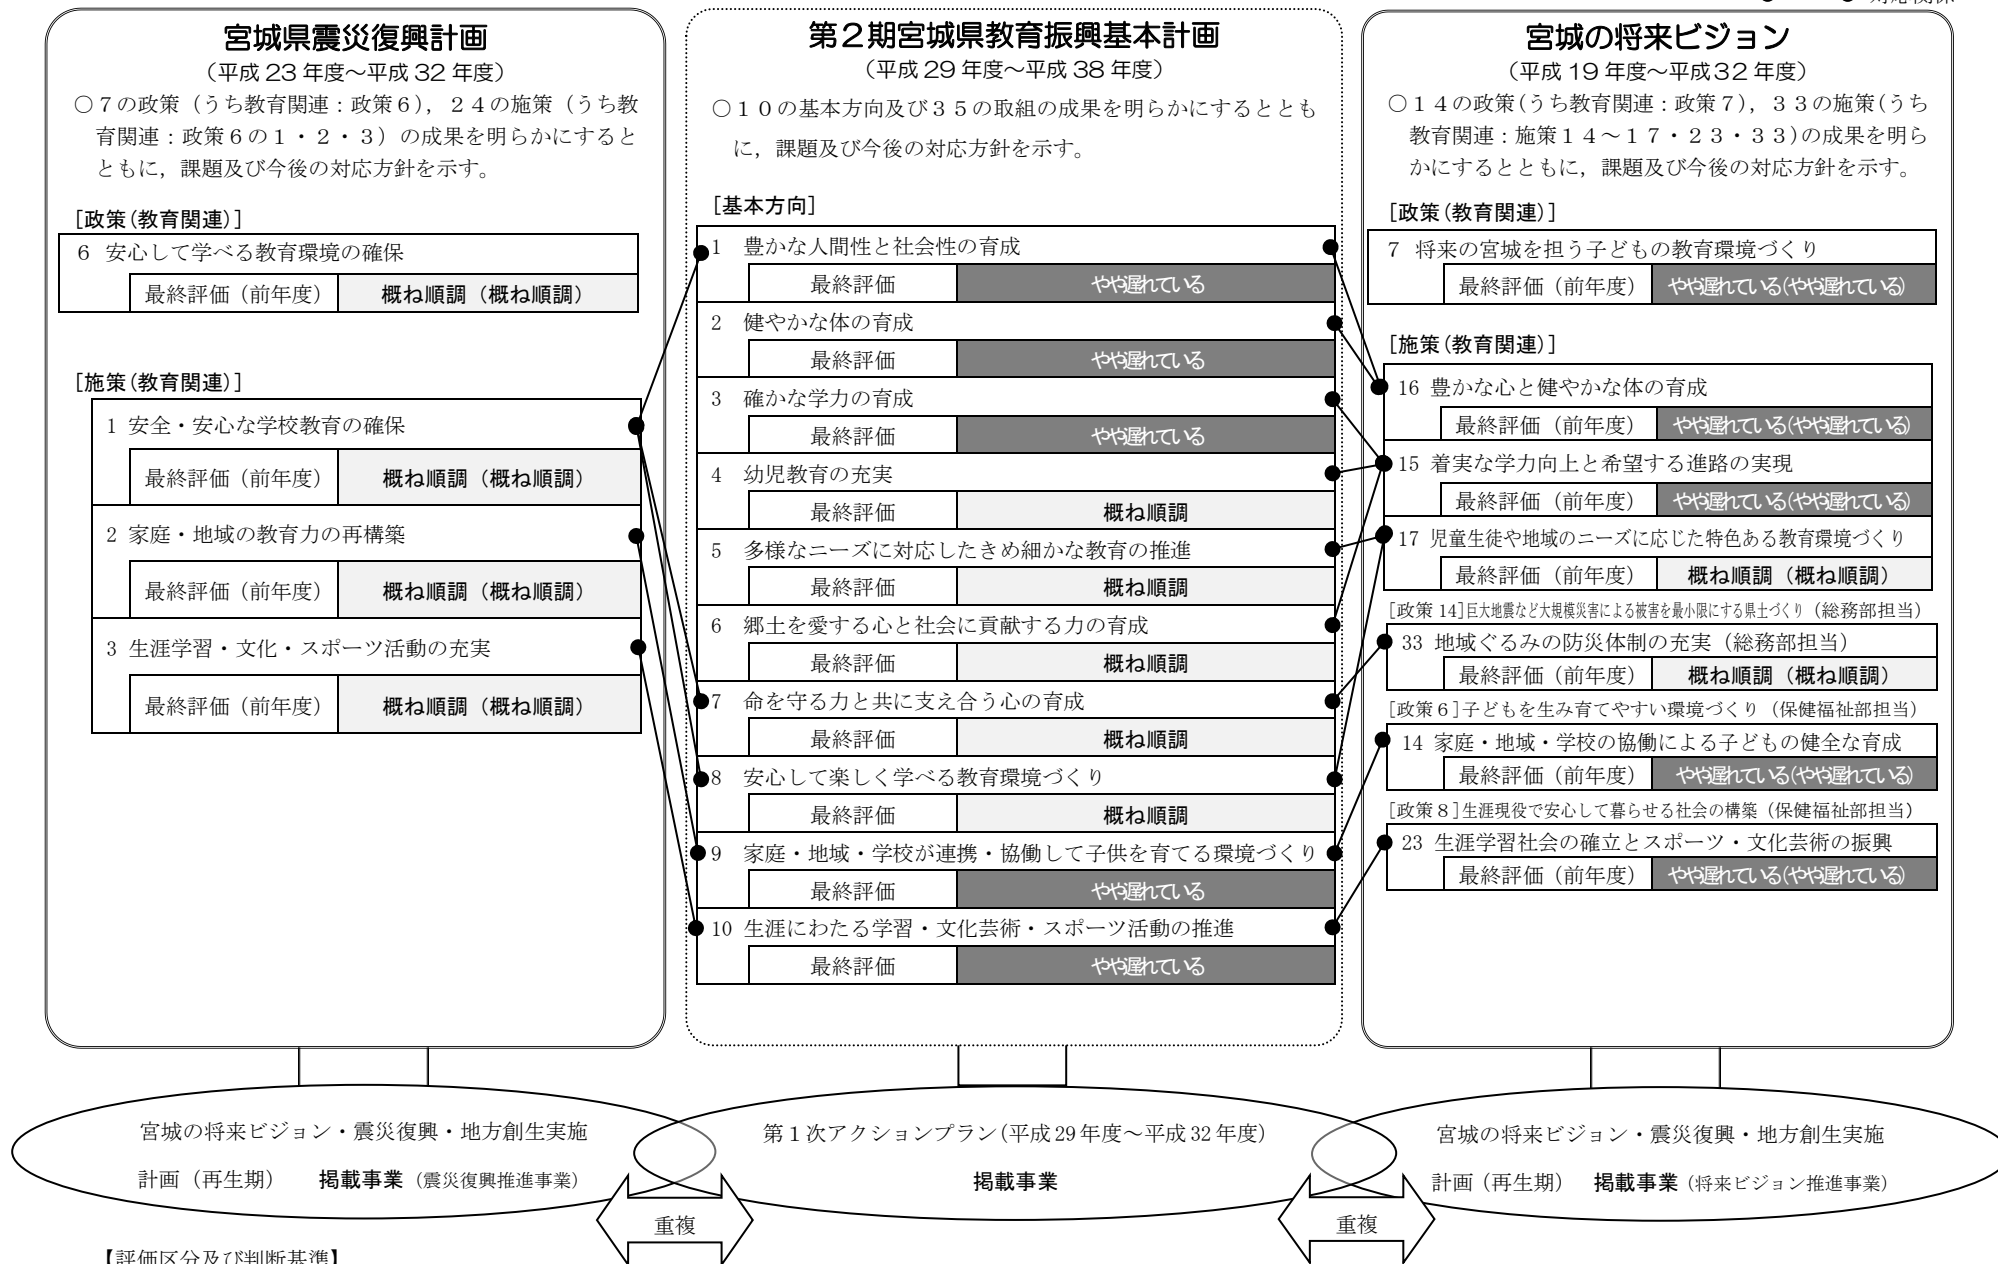 対応関係
宮城県震災復興計画
（平成 23 年度～平成 32 年度）
○７の政策（うち教育関連：政策６），２４の施策（うち教
育関連：政策６の１・２・３）の成果を明らかにすると
ともに，課題及び今後の対応方針を示す。
[政策(教育関連)]
6 安心して学べる教育環境の確保
最終評価（前年度） 概ね順調（概ね順調）
[施策(教育関連)]
1 安全・安心な学校教育の確保
最終評価（前年度） 概ね順調（概ね順調）
2 家庭・地域の教育力の再構築
最終評価（前年度） 概ね順調（概ね順調）
3 生涯学習・文化・スポーツ活動の充実
最終評価（前年度） 概ね順調（概ね順調）
第２期宮城県教育振興基本計画
（平成 29 年度～平成 38 年度）
○１０の基本方向及び３５の取組の成果を明らかにするととも
に，課題及び今後の対応方針を示す。
[基本方向]
1 豊かな人間性と社会性の育成
最終評価 やや遅れている
2 健やかな体の育成
最終評価 やや遅れている
3 確かな学力の育成
最終評価 やや遅れている
4 幼児教育の充実
最終評価 概ね順調
5 多様なニーズに対応したきめ細かな教育の推進
最終評価 概ね順調
6 郷土を愛する心と社会に貢献する力の育成
最終評価 概ね順調
7 命を守る力と共に支え合う心の育成
最終評価 概ね順調
8 安心して楽しく学べる教育環境づくり
最終評価 概ね順調
9 家庭・地域・学校が連携・協働して子供を育てる環境づくり
最終評価 やや遅れている
10 生涯にわたる学習・文化芸術・スポーツ活動の推進
最終評価 やや遅れている
宮城の将来ビジョン
（平成 19 年度～平成32 年度）
○１４の政策(うち教育関連：政策７)，３３の施策(うち
教育関連：施策１４～１７・２３・３３)の成果を明ら
かにするとともに，課題及び今後の対応方針を示す。
[政策(教育関連)]
7 将来の宮城を担う子どもの教育環境づくり
最終評価（前年度） やや遅れている(やや遅れている)
[施策(教育関連)]
16 豊かな心と健やかな体の育成
最終評価（前年度） やや遅れている(やや遅れている)
15 着実な学力向上と希望する進路の実現
最終評価（前年度） やや遅れている(やや遅れている)
17 児童生徒や地域のニーズに応じた特色ある教育環境づくり
最終評価（前年度） 概ね順調（概ね順調）
[政策 14]巨大地震など大規模災害による被害を最小限にする県土づくり（総務部担当）
33 地域ぐるみの防災体制の充実（総務部担当）
最終評価（前年度） 概ね順調（概ね順調）
[政策６]子どもを生み育てやすい環境づくり（保健福祉部担当）
14 家庭・地域・学校の協働による子どもの健全な育成
最終評価（前年度） やや遅れている(やや遅れている)
[政策８]生涯現役で安心して暮らせる社会の構築（保健福祉部担当）
23 生涯学習社会の確立とスポーツ・文化芸術の振興
最終評価（前年度） やや遅れている(やや遅れている)
宮城の将来ビジョン・震災復興・地方創生実施
計画（再生期） 掲載事業（震災復興推進事業）
重複
第１次アクションプラン(平成 29 年度～平成 32 年度)
掲載事業
重複
宮城の将来ビジョン・震災復興・地方創生実施
計画（再生期） 掲載事業（将来ビジョン推進事業）
【評価区分及び判断基準】